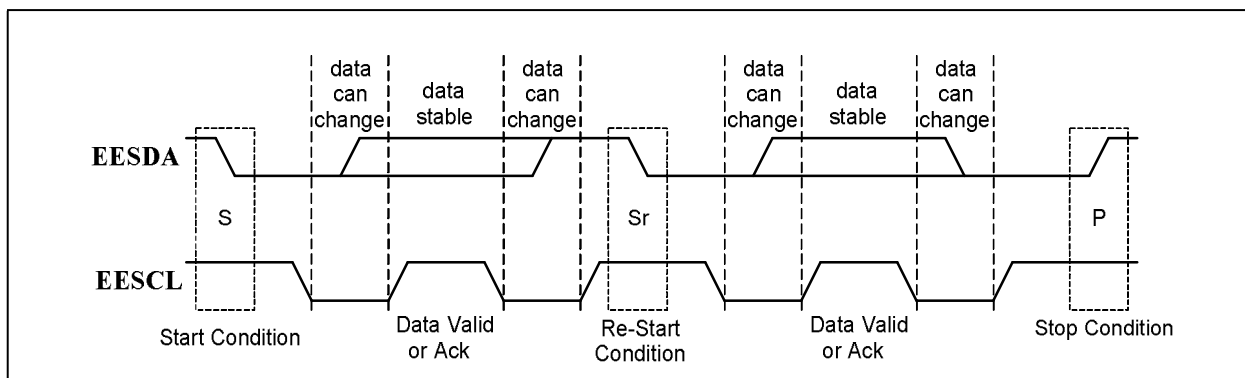 data
can
change
data
stable
data
can
change
data
can
change
data
stable
data
can
change
EESDA
S
Sr
P
EESCL
Start Condition
Data Valid
or Ack
Re-Start
Condition
Data Valid
or Ack
Stop Condition